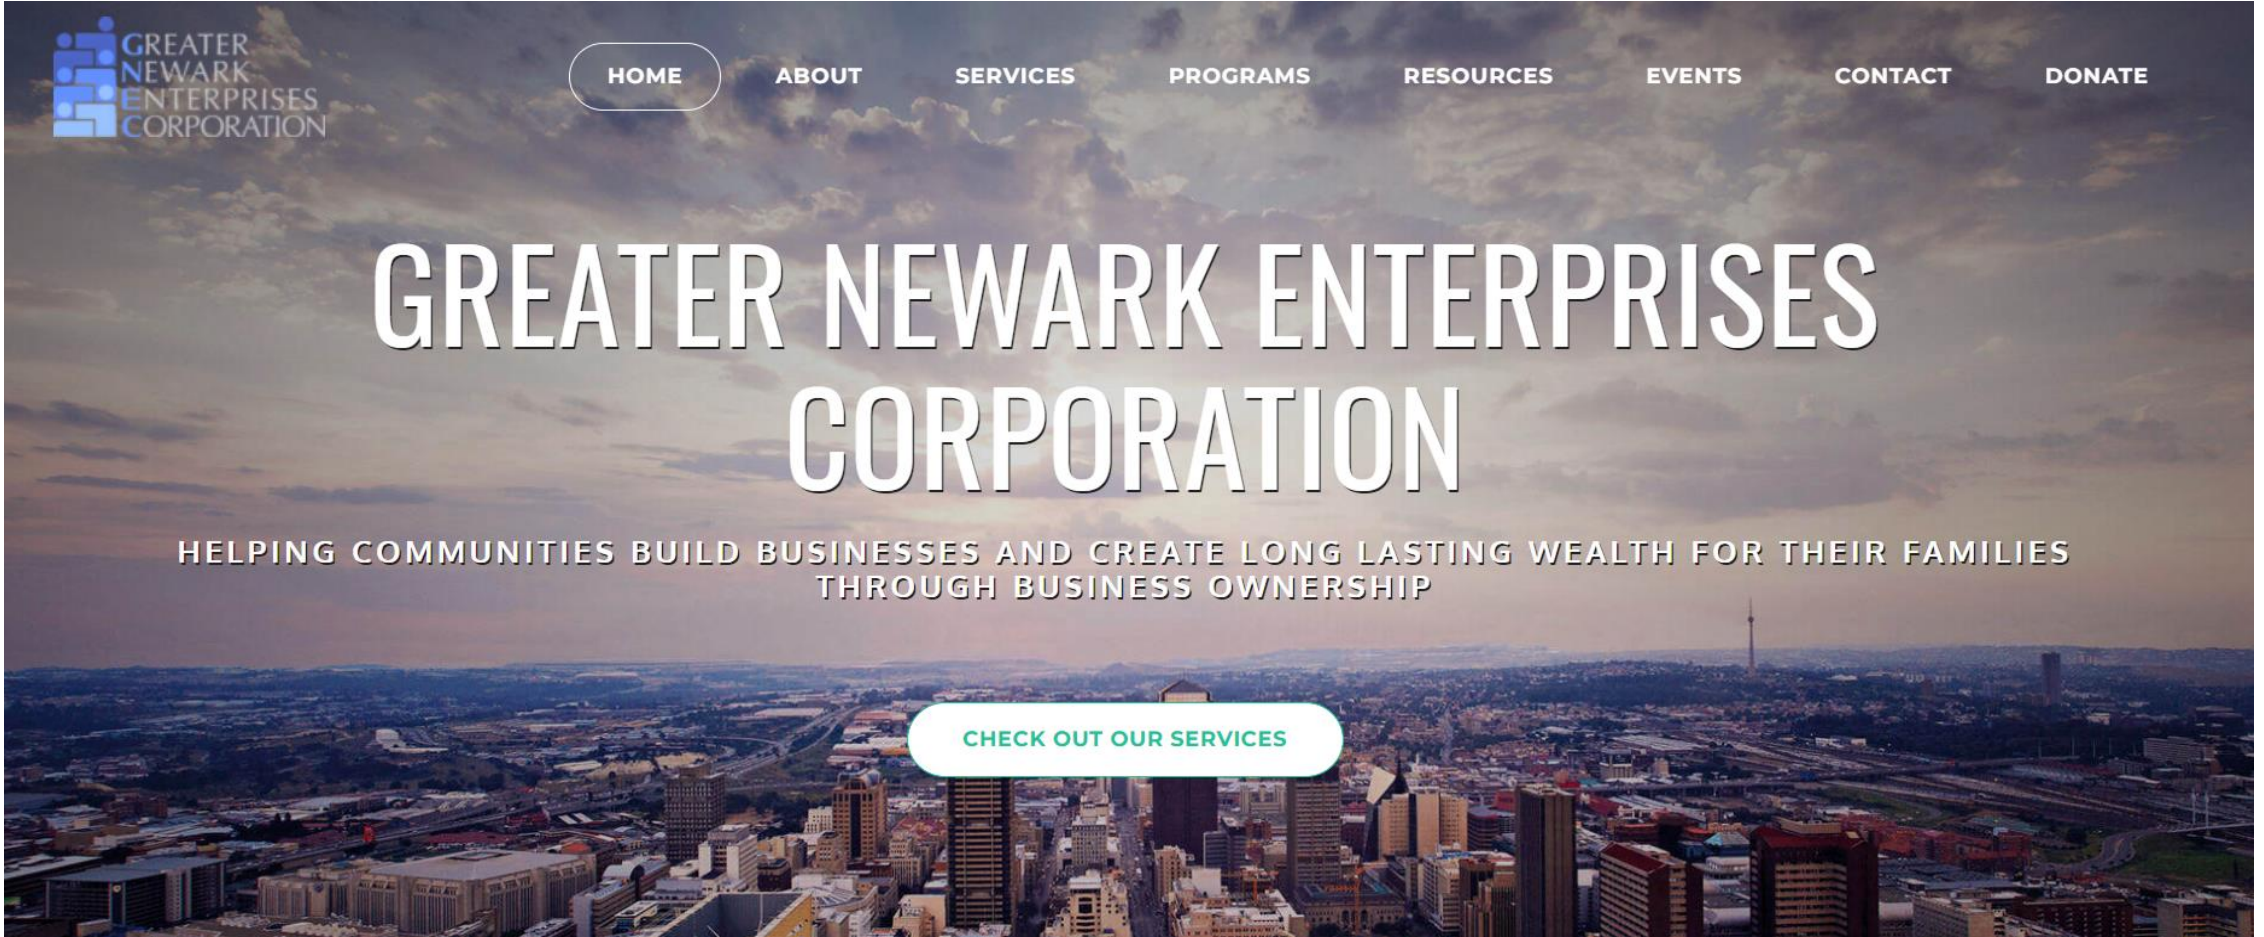 GREATER
NEWARK
ENTERPRISES
CORPORATION
HOME ABOUT SERVICES PROGRAMS RESOURCES EVENTS CONTACT DONATE
GREATER NEWARK ENTERPRISES
CORPORATION
HELPING COMMUNITIES BUILD BUSINESSES AND CREATE LONG LASTING WEALTH FOR THEIR FAMILIES
THROUGH BUSINESS OWNERSHIP
CHECK OUT OUR SERVICES